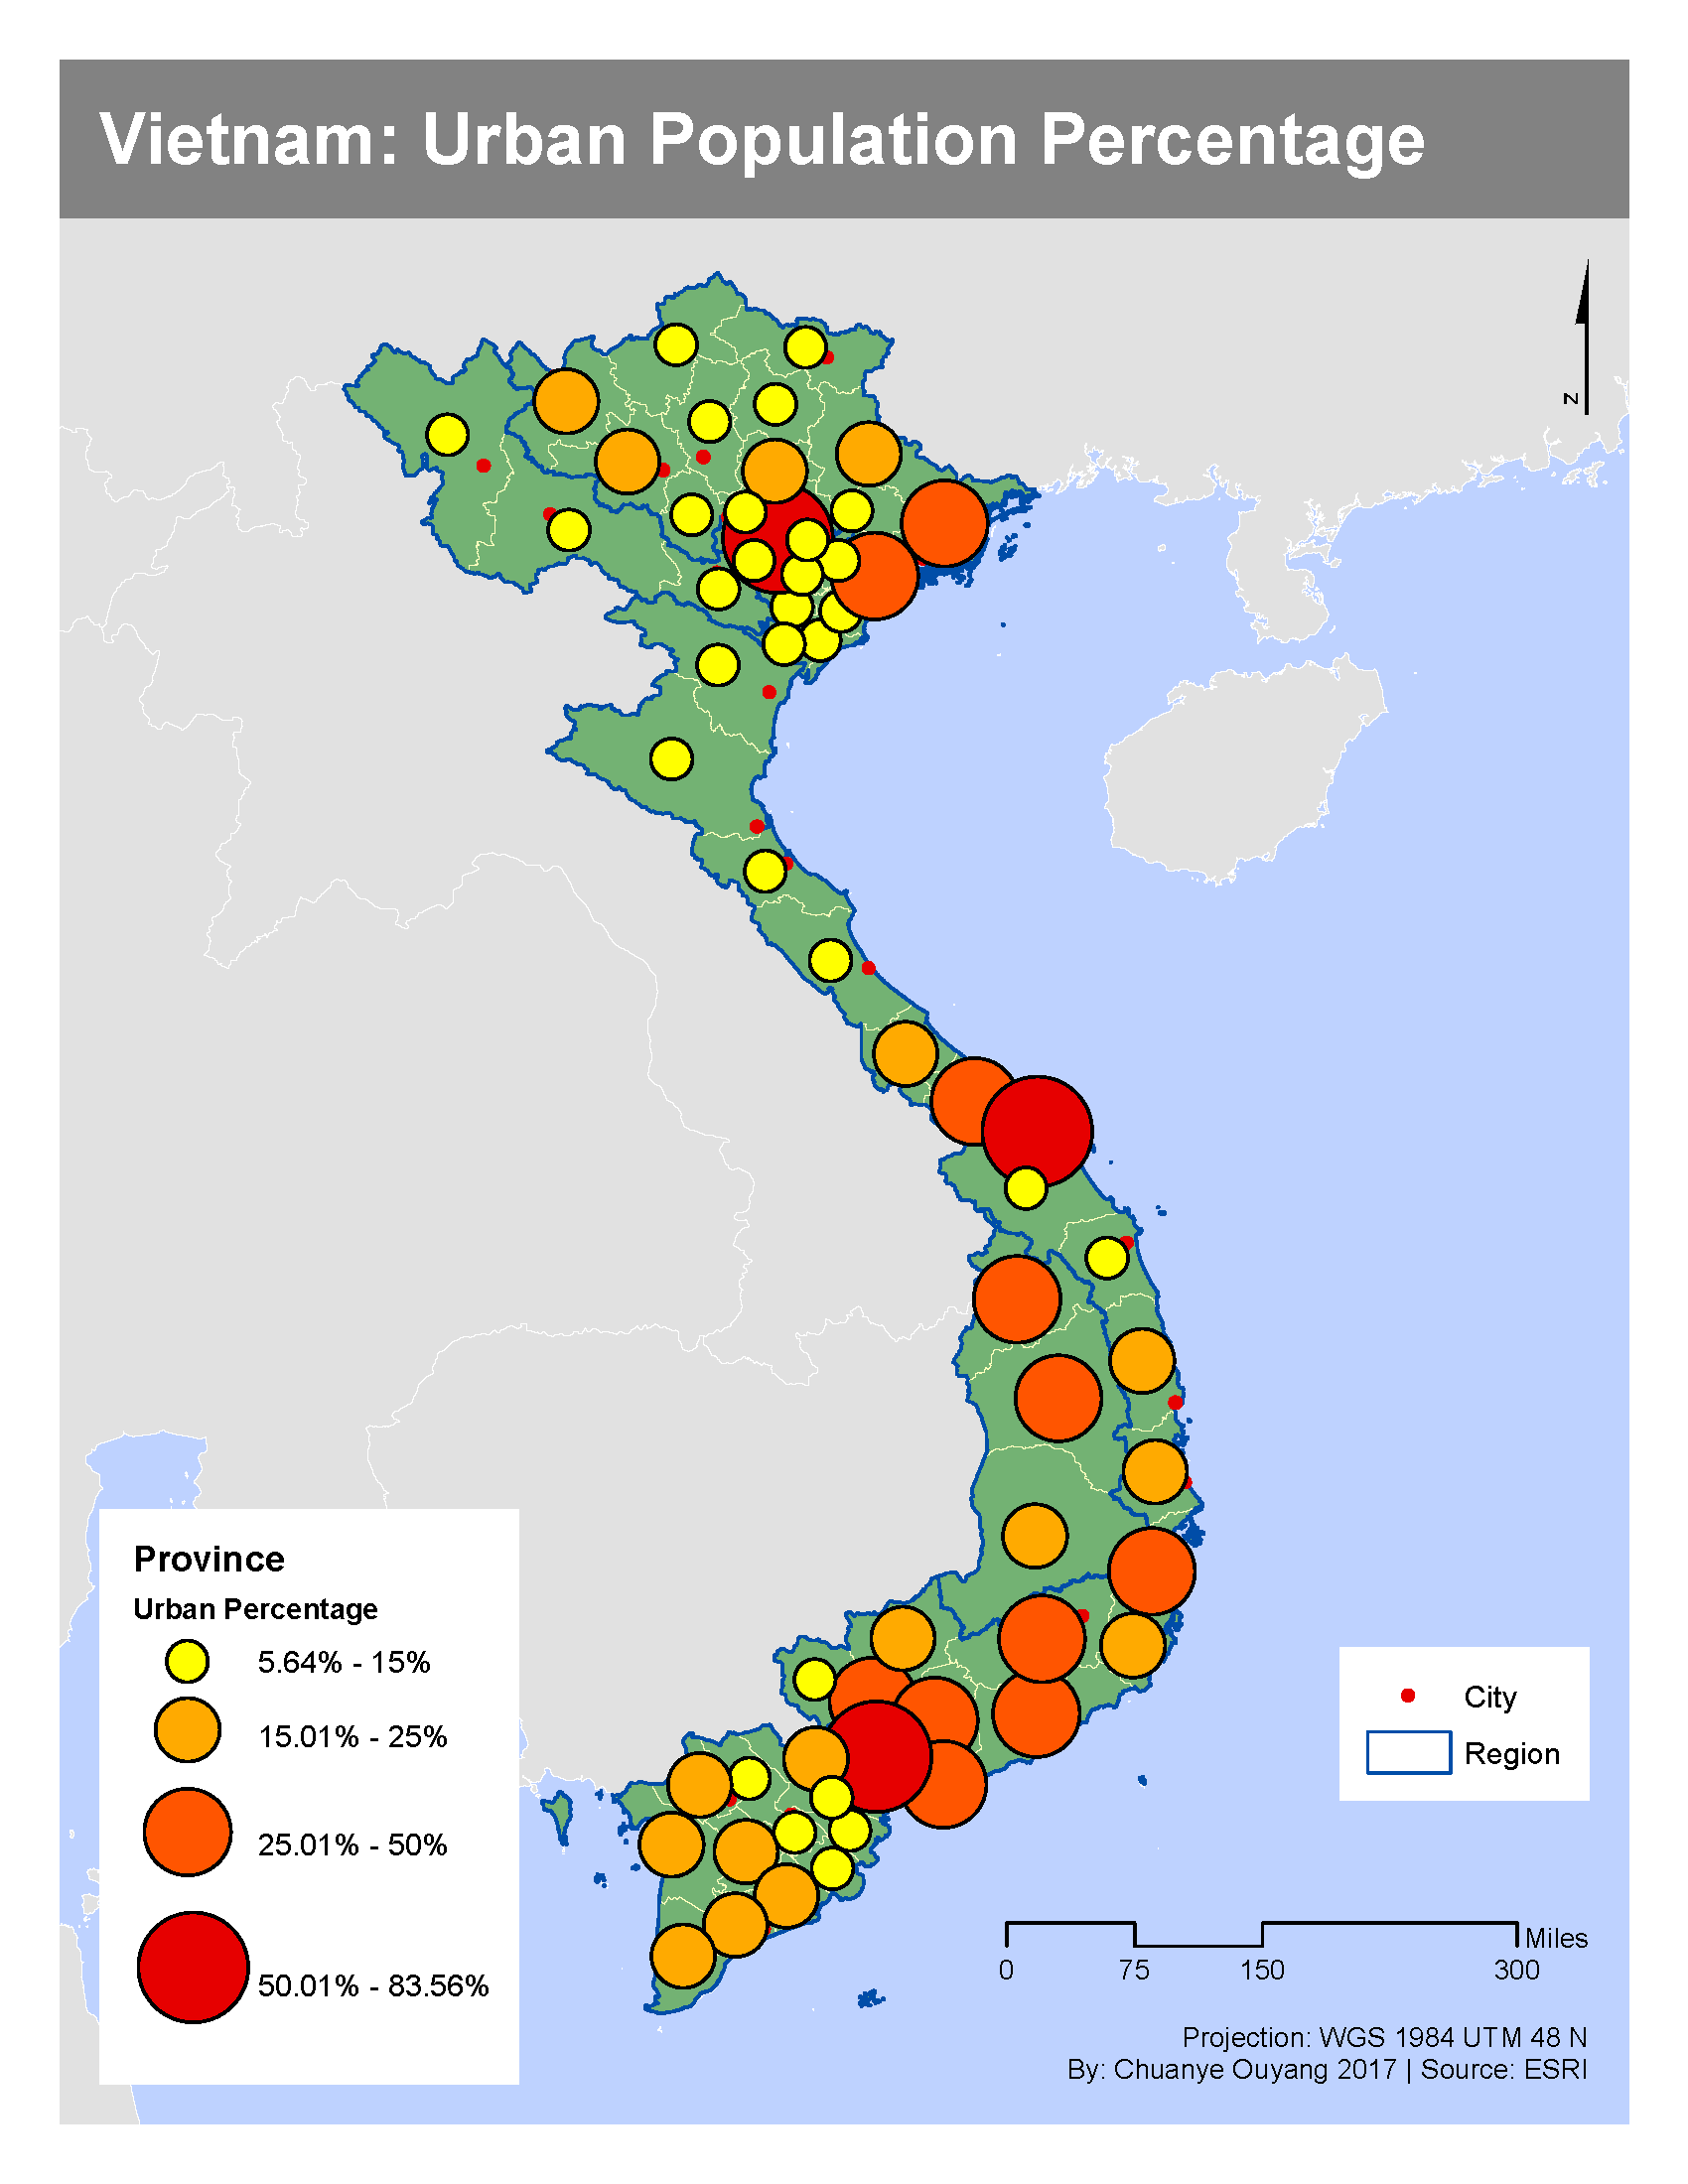 Vietnam: Urban Population Percentage
N
Province
Urban Percentage
5.64% - 15%
15.01% - 25%
25.01% - 50%
50.01% - 83.56%
City
Region
Miles
0 75 150 300
Projection: WGS 1984 UTM 48 N
By: Chuanye Ouyang 2017 | Source: ESRI